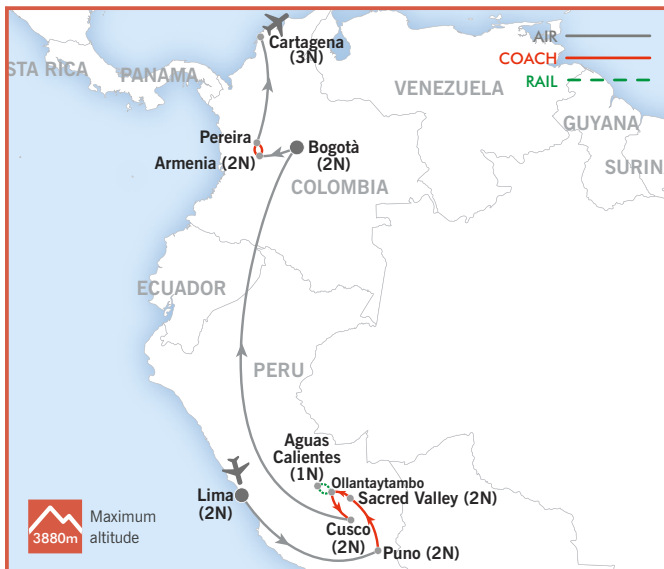 Cartagena
(3N)
AIR
COACH
RAIL
STA RICA
PANAMA
VENEZUELA
GUYANA
SURIN
Pereira
Armenia (2N)
Bogotà
(2N)
COLOMBIA
ECUADOR
PERU
Aguas
Calientes
(1N)
Ollantaytambo
Sacred Valley (2N)
Lima
(2N)
Cusco
(2N)
Puno (2N)
3880m
Maximum
altitude